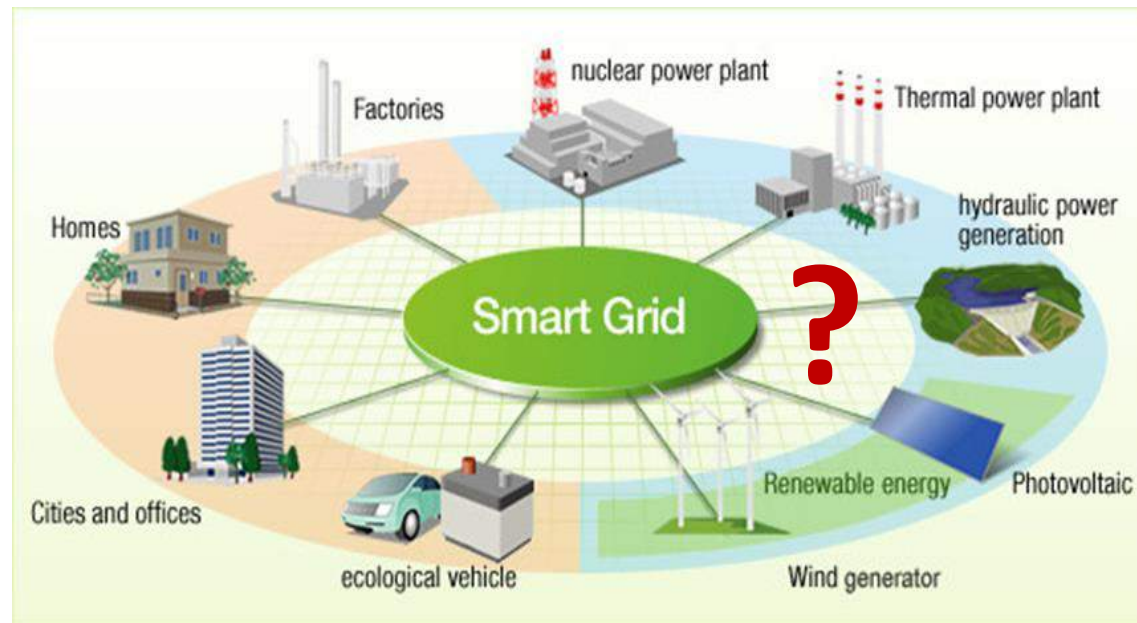 nuclear power plant
Thermal power plant
Factories
hydraulic power
generation
Homes
Smart Grid
?
Renewable energy
Photovoltaic
Cities and offices
ecological vehicle
Wind generator